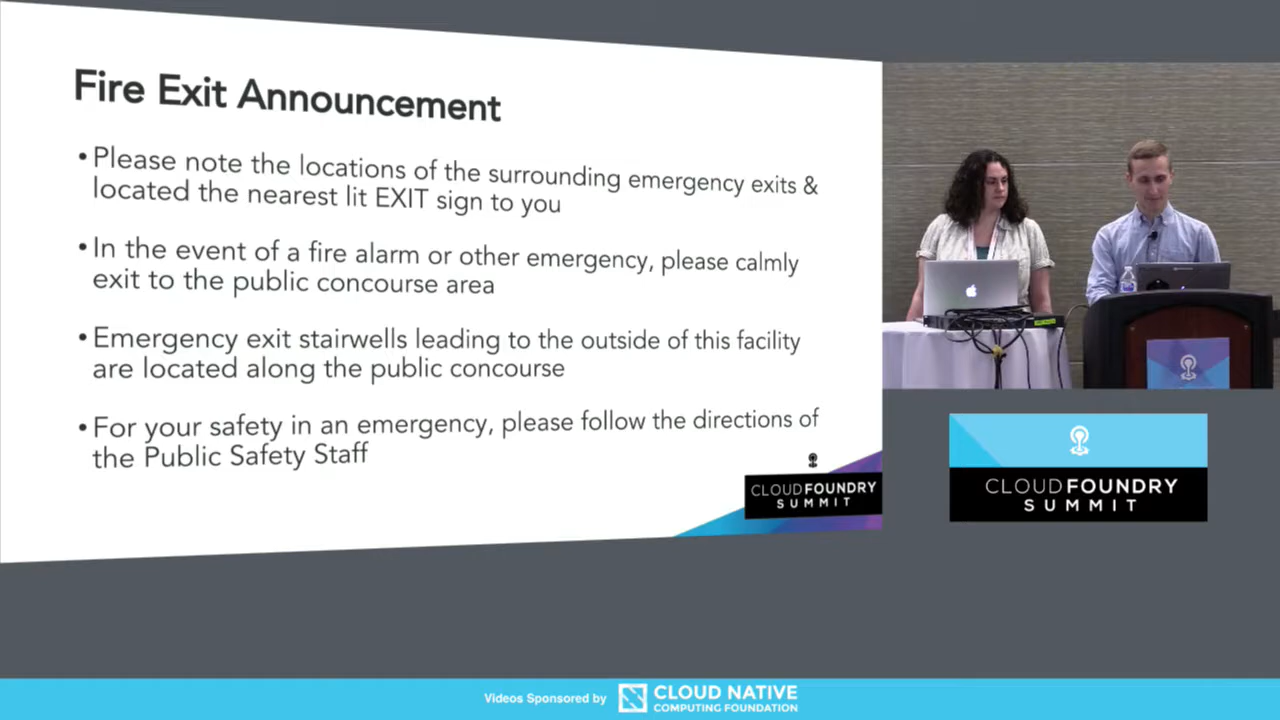 Fire Exit Announcement
•Please note the locations of the surrounding emergency exits &
located the nearest lit EXIT sign to you
•In the event of a fire alarm or other emergency, please calmly
exit to the public concourse area
•Emergency exit stairwells leading to the outside of this facility
are located along the public concourse
•For your safety in an emergency, please follow the directions of
the Public Safety Staff
CLOUDFOUNDRY
SUMMIT
CLOUDFOUNDRY
SUMMIT
Videos Sponsored by
CLOUD NATIVE
COMPUTING FOUNDATION